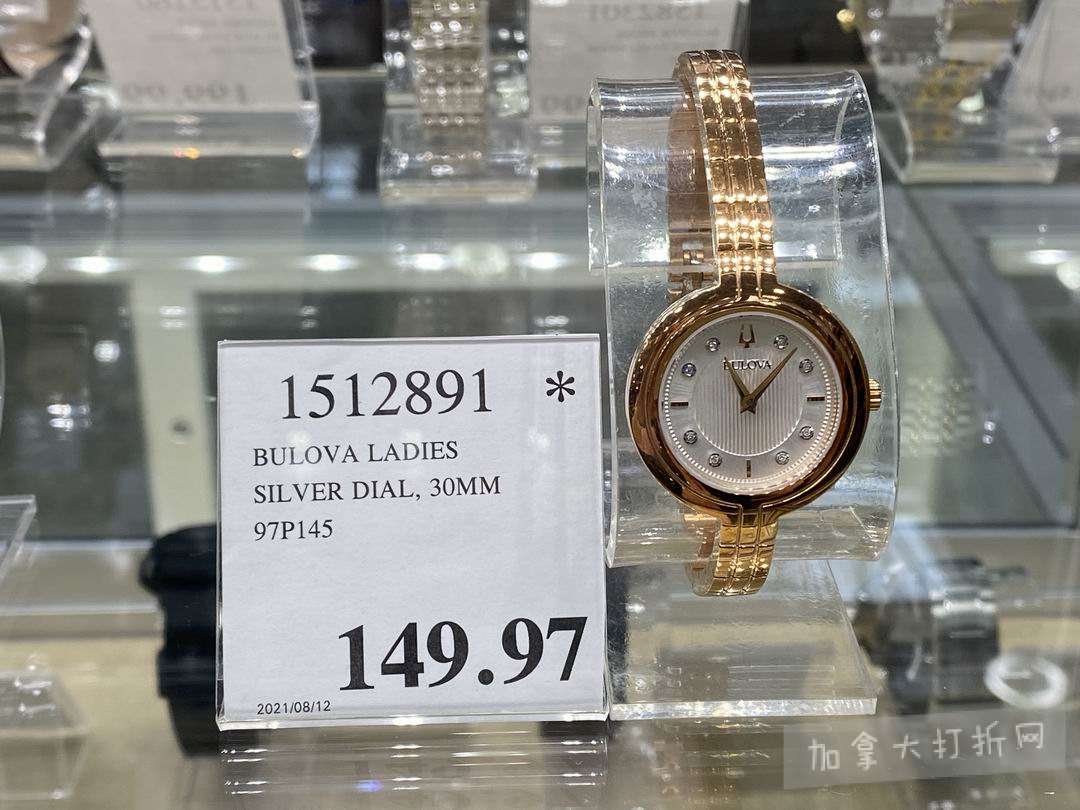 1512891 *
BULOVA LADIES
SILVER DIAL, 30MM
97P145
149.97
2021/08/12
BULOVA
加拿大打折网